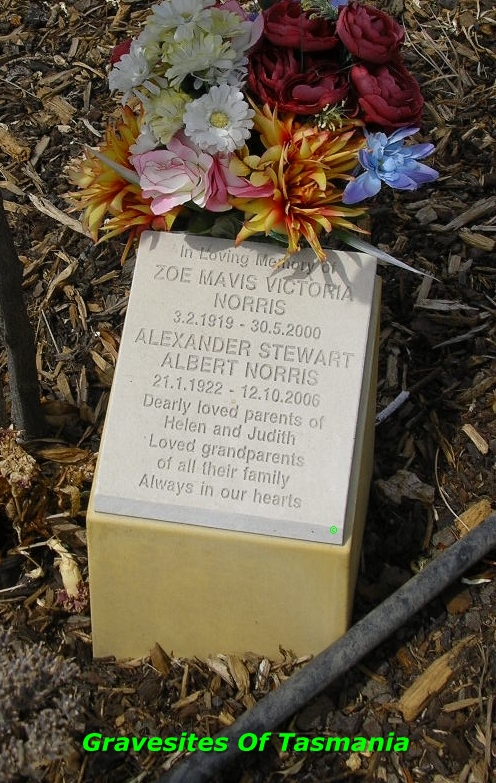 In Loving Memory of
ZOE MAVIS VICTORIA
NORRIS
3.2.1919 - 30.5.2000
ALEXANDER STEWART
ALBERT NORRIS
21.1.1922 - 12.10.2006
Dearly loved parents of
Helen and Judith
Loved grandparents
of all their family
Always in our hearts
Gravesites Of Tasmania